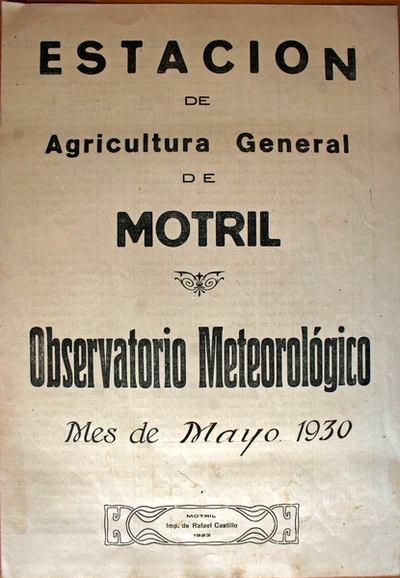 ESTACION
DE
Agricultura General
DE
MOTRIL
Observatorio Meteorológico
Mes de Mayo. 1930
MOTRIL
Imp. de Rafael Castillo
1923